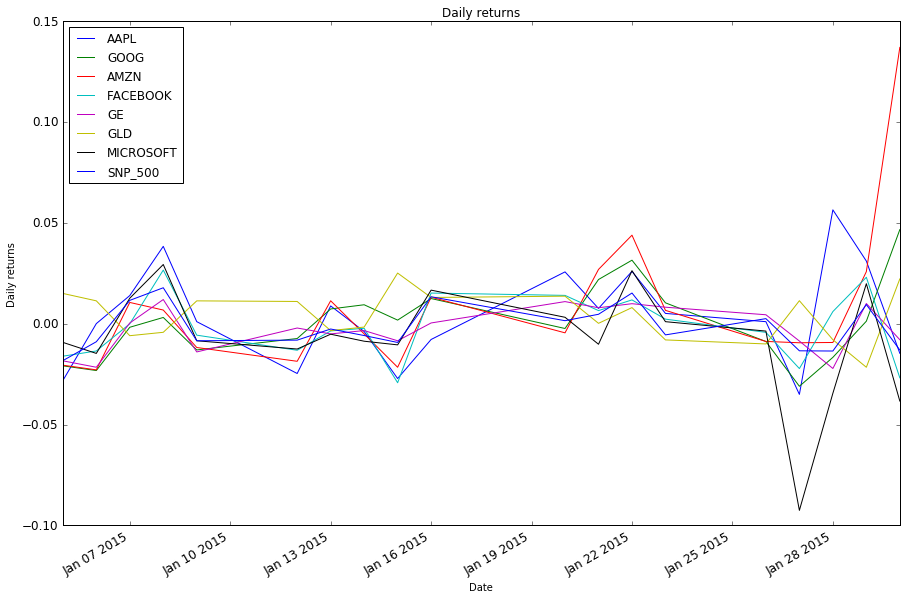 Daily returns
0.15
0.10
0.05
0.00
−0.05
−0.10
Daily returns
AAPL
GOOG
AMZN
FACEBOOK
GE
GLD
MICROSOFT
SNP_500
Jan 07 2015
Jan 10 2015
Jan 13 2015
Jan 16 2015
Jan 19 2015
Jan 22 2015
Jan 25 2015
Jan 28 2015
Date